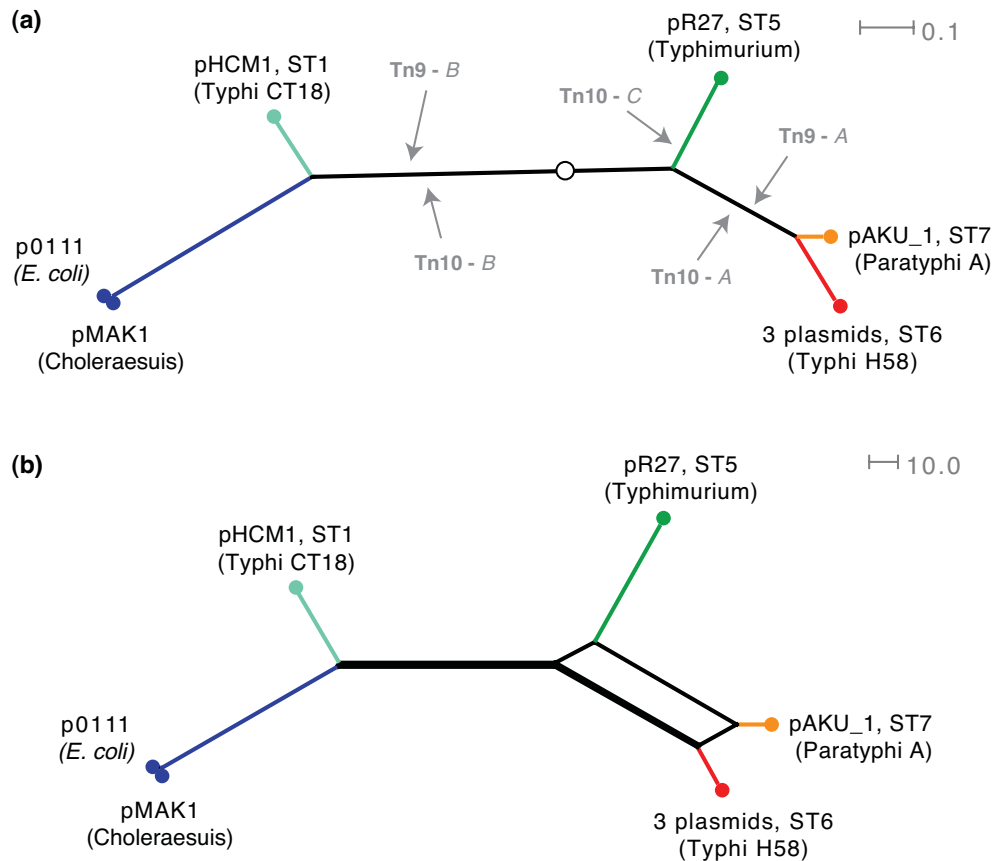 (a)
pR27, ST5
(Typhimurium)
0.1
pHCM1, ST1
(Typhi CT18)
Tn9 - B
Tn10 - C
Tn9 - A
p0111
(E. coli)
Tn10 - B
Tn10 - A
pAKU_1, ST7
(Paratyphi A)
pMAK1
(Choleraesuis)
3 plasmids, ST6
(Typhi H58)
(b)
pR27, ST5
(Typhimurium)
10.0
pHCM1, ST1
(Typhi CT18)
p0111
(E. coli)
pAKU_1, ST7
(Paratyphi A)
pMAK1
(Choleraesuis)
3 plasmids, ST6
(Typhi H58)